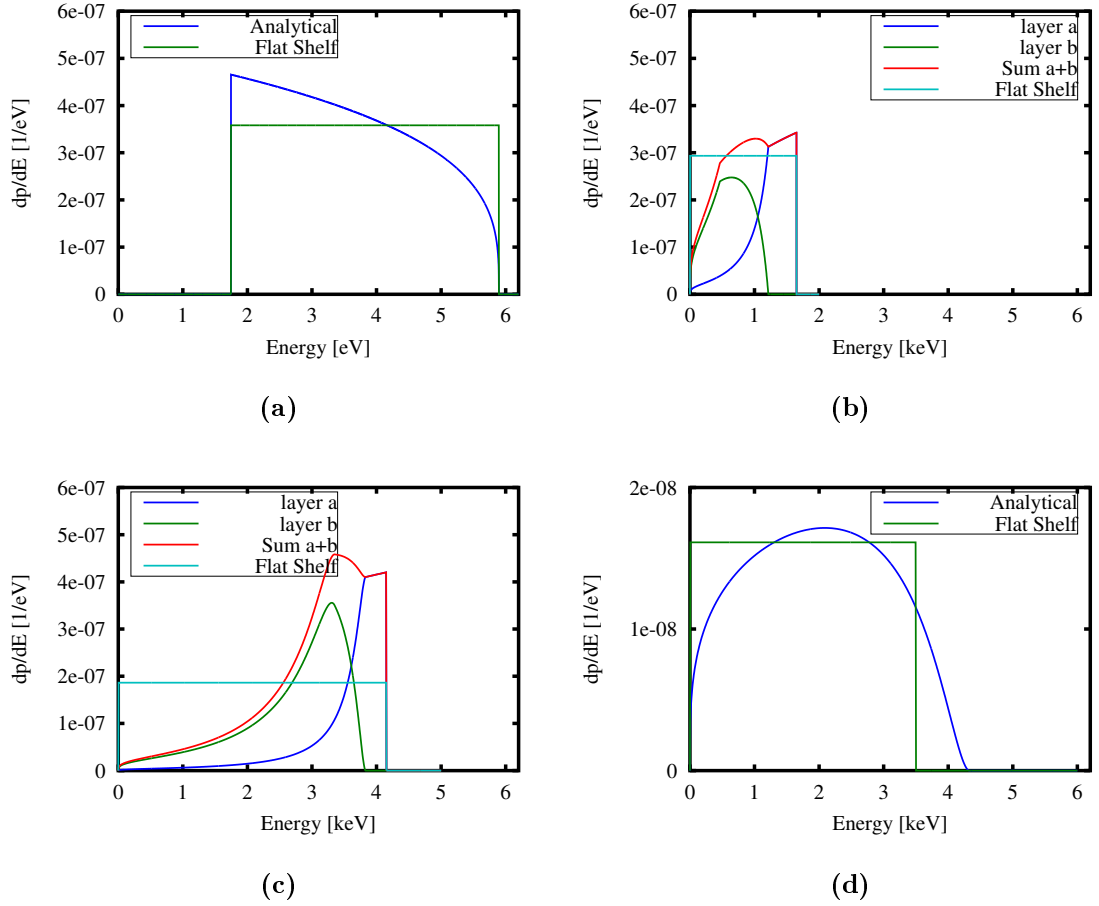 6e-07
5e-07
4e-07
3e-07
2e-07
1e-07
0
dp/dE [1/eV]
0 1 2 3 4 5 6
Energy [eV]
Analytical
Flat Shelf
(a)
6e-07
5e-07
4e-07
3e-07
2e-07
1e-07
0
dp/dE [1/eV]
0 1 2 3 4 5 6
Energy [keV]
layer a
layer b
Sum a+b
Flat Shelf
(b)
6e-07
5e-07
4e-07
3e-07
2e-07
1e-07
0
dp/dE [1/eV]
0 1 2 3 4 5 6
Energy [keV]
layer a
layer b
Sum a+b
Flat Shelf
(c)
2e-08
1e-08
0
dp/dE [1/eV]
0 1 2 3 4 5 6
Energy [keV]
Analytical
Flat Shelf
(d)